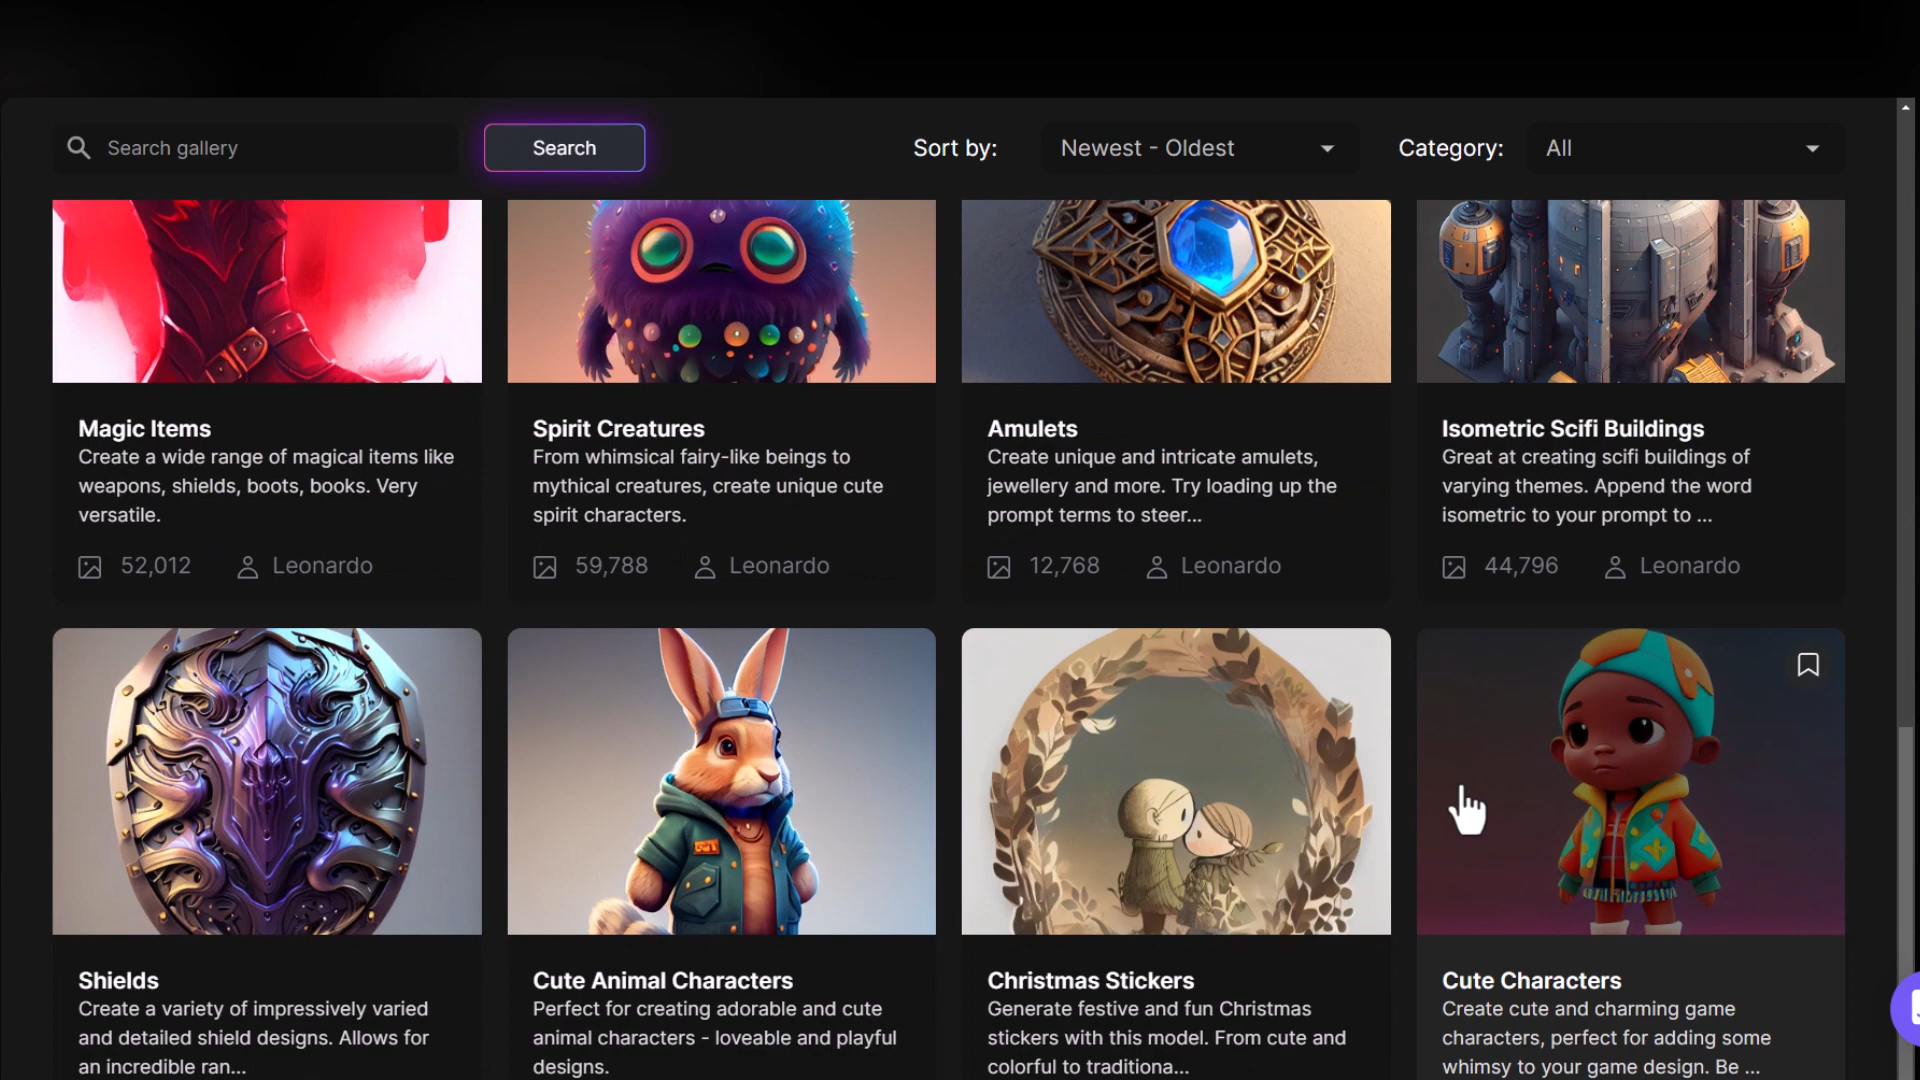 Search gallery
Search
Sort by:
Newest - Oldest
Category:
All
Magic Items
Create a wide range of magical items like
weapons, shields, boots, books. Very
versatile.
52,012
Leonardo
Spirit Creatures
From whimsical fairy-like beings to
mythical creatures, create unique cute
spirit characters.
59,788
Leonardo
Amulets
Create unique and intricate amulets,
jewellery and more. Try loading up the
prompt terms to steer...
12,768
Leonardo
Isometric Scifi Buildings
Great at creating scifi buildings of
varying themes. Append the word
isometric to your prompt to ...
44,796
Leonardo
Shields
Create a variety of impressively varied
and detailed shield designs. Allows for
an incredible ran...
Cute Animal Characters
Perfect for creating adorable and cute
animal characters - loveable and playful
designs.
Christmas Stickers
Generate festive and fun Christmas
stickers with this model. From cute and
colorful to traditiona...
Cute Characters
Create cute and charming game
characters, perfect for adding some
whimsy to your game design. Be ...